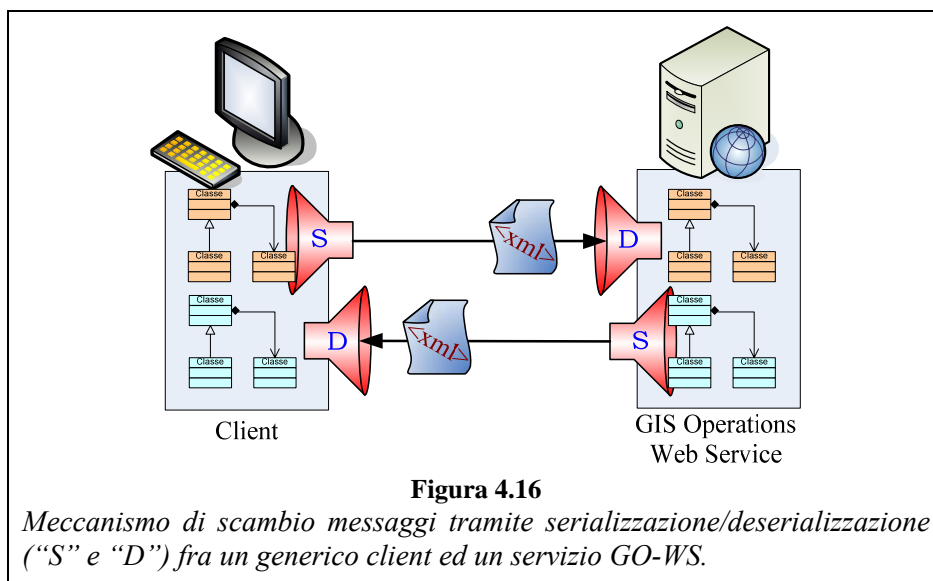 Classe
Classe
Classe
S
<xml>
D
Classe
Classe
Classe
Classe
Classe
Classe
D
<xml>
S
Classe
Classe
Classe
Client
GIS Operations
Web Service
Figura 4.16
Meccanismo di scambio messaggi tramite serializzazione/deserializzazione
(“S” e “D”) fra un generico client ed un servizio GO-WS.